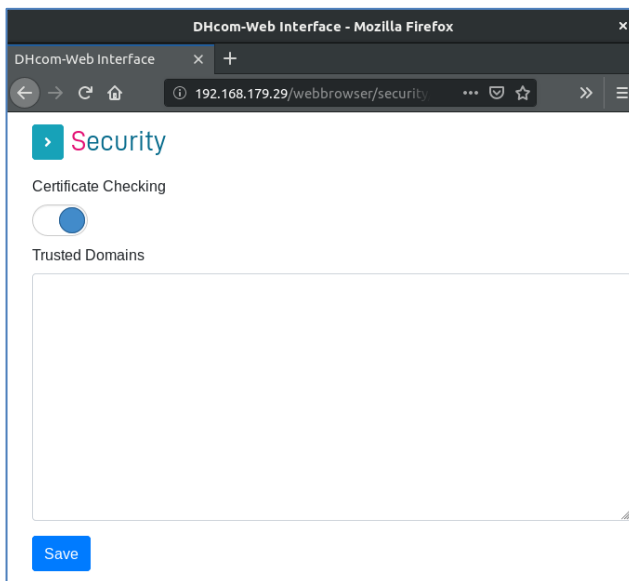 DHcom-Web Interface - Mozilla Firefox
DHcom-Web Interface
192.168.179.29/webbrowser/security
Security
Certificate Checking
Trusted Domains
Save